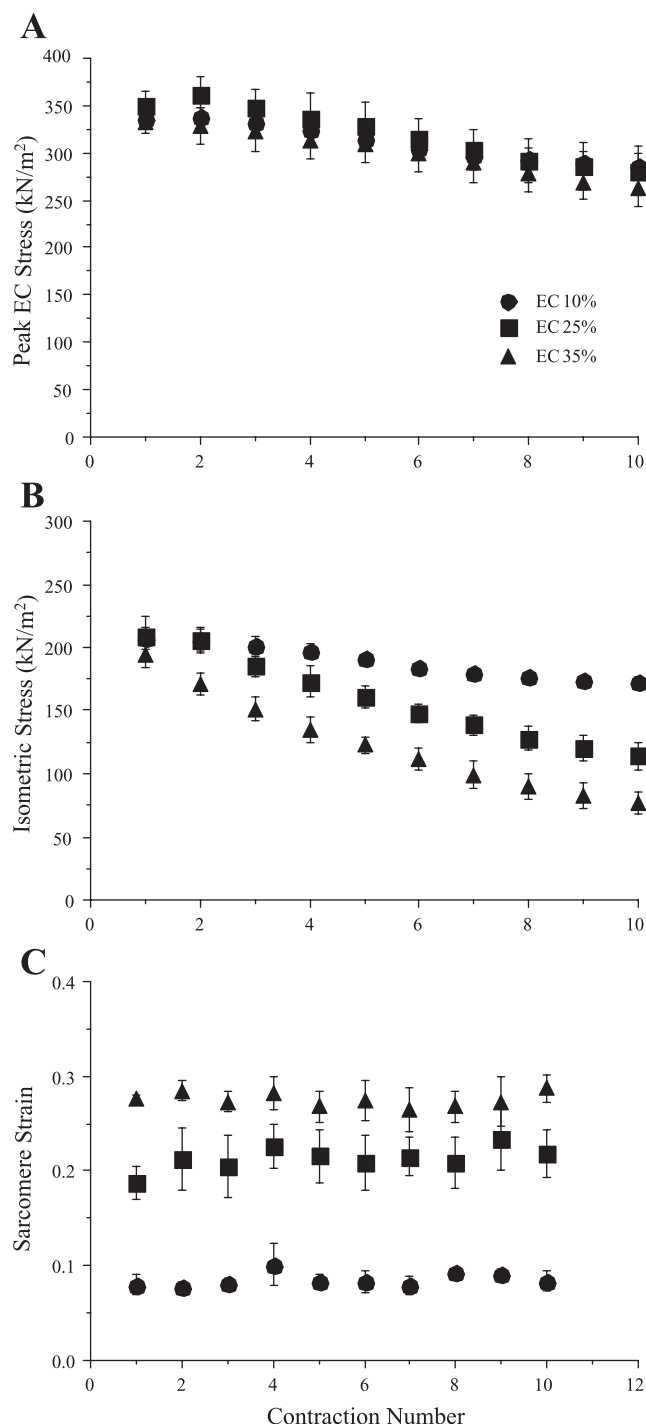 A
400
350
300
250
200
150
100
50
0
Peak EC Stress (kN/m²)
EC 10%
EC 25%
EC 35%
0 2 4 6 8 10
B
300
250
200
150
100
50
0
Isometric Stress (kN/m²)
0 2 4 6 8 10
C
0.4
0.3
0.2
0.1
0.0
Sarcomere Strain
0 2 4 6 8 10 12
Contraction Number